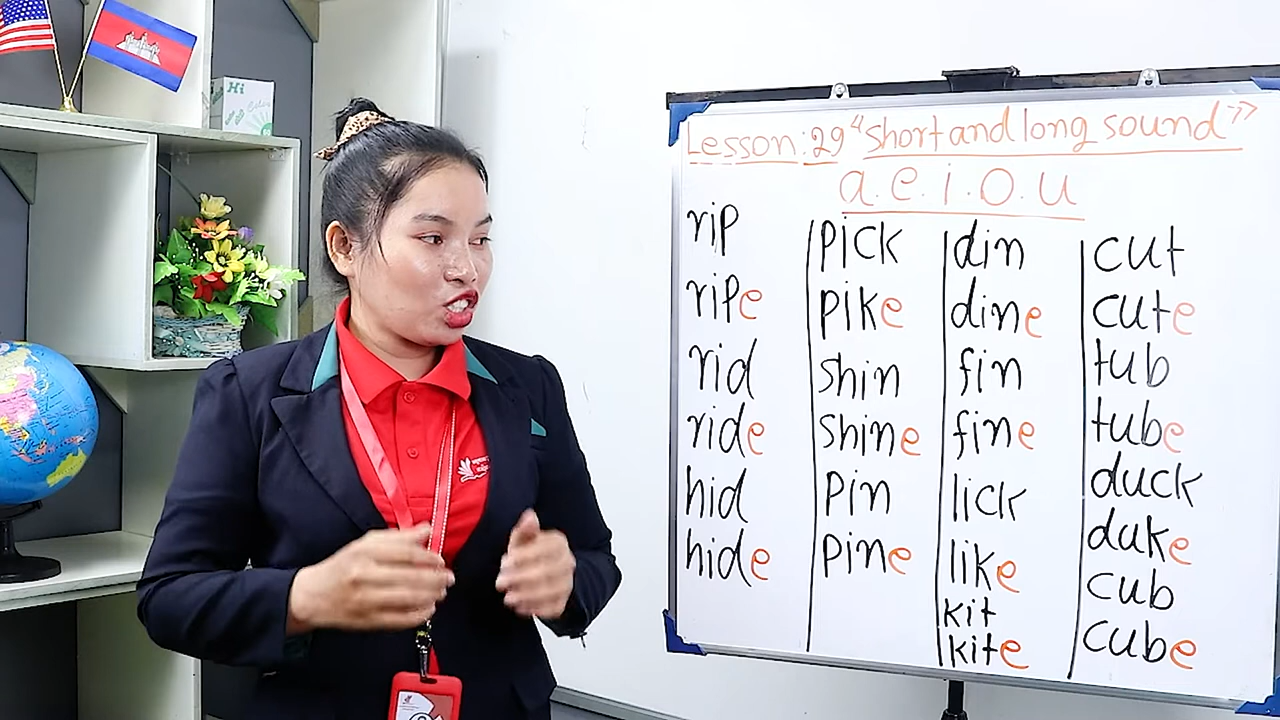 Hi
Lesson: 29 "short and long sound"
a. e. i. o. u
rip
ripe
rid
ride
hid
hide
pick
pike
shin
shine
pin
pine
din
dine
fin
fine
lick
like
kit
kite
cut
cute
tub
tube
duck
duke
cub
cube